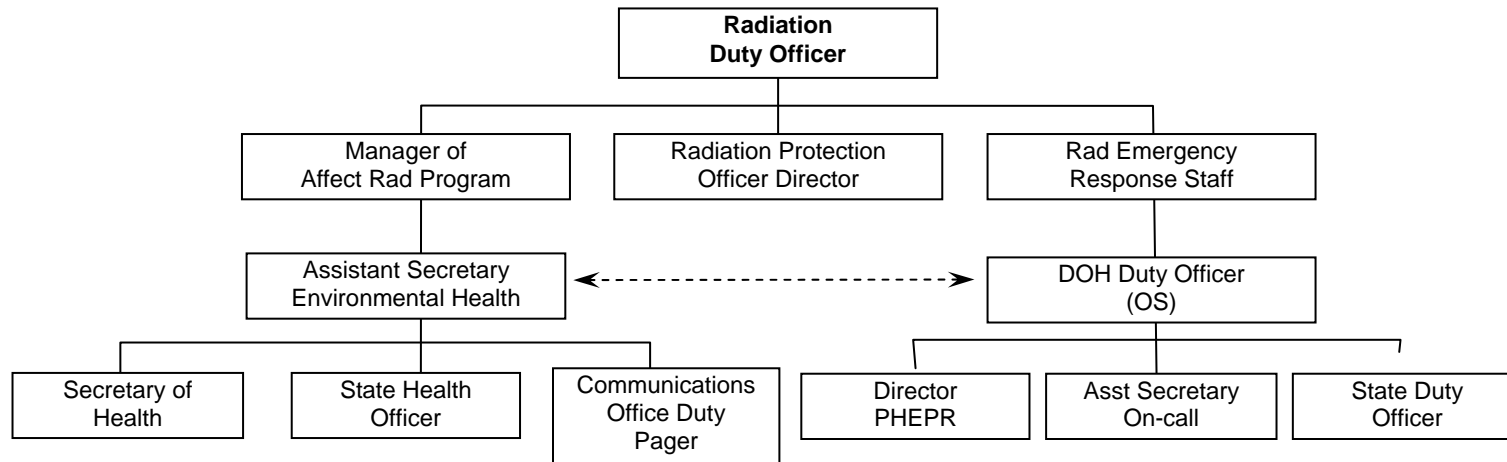 Radiation
Duty Officer
Manager of
Affect Rad Program
Radiation Protection
Officer Director
Rad Emergency
Response Staff
Assistant Secretary
Environmental Health
DOH Duty Officer
(OS)
Secretary of
Health
State Health
Officer
Communications
Office Duty
Pager
Director
PHEPR
Asst Secretary
On-call
State Duty
Officer